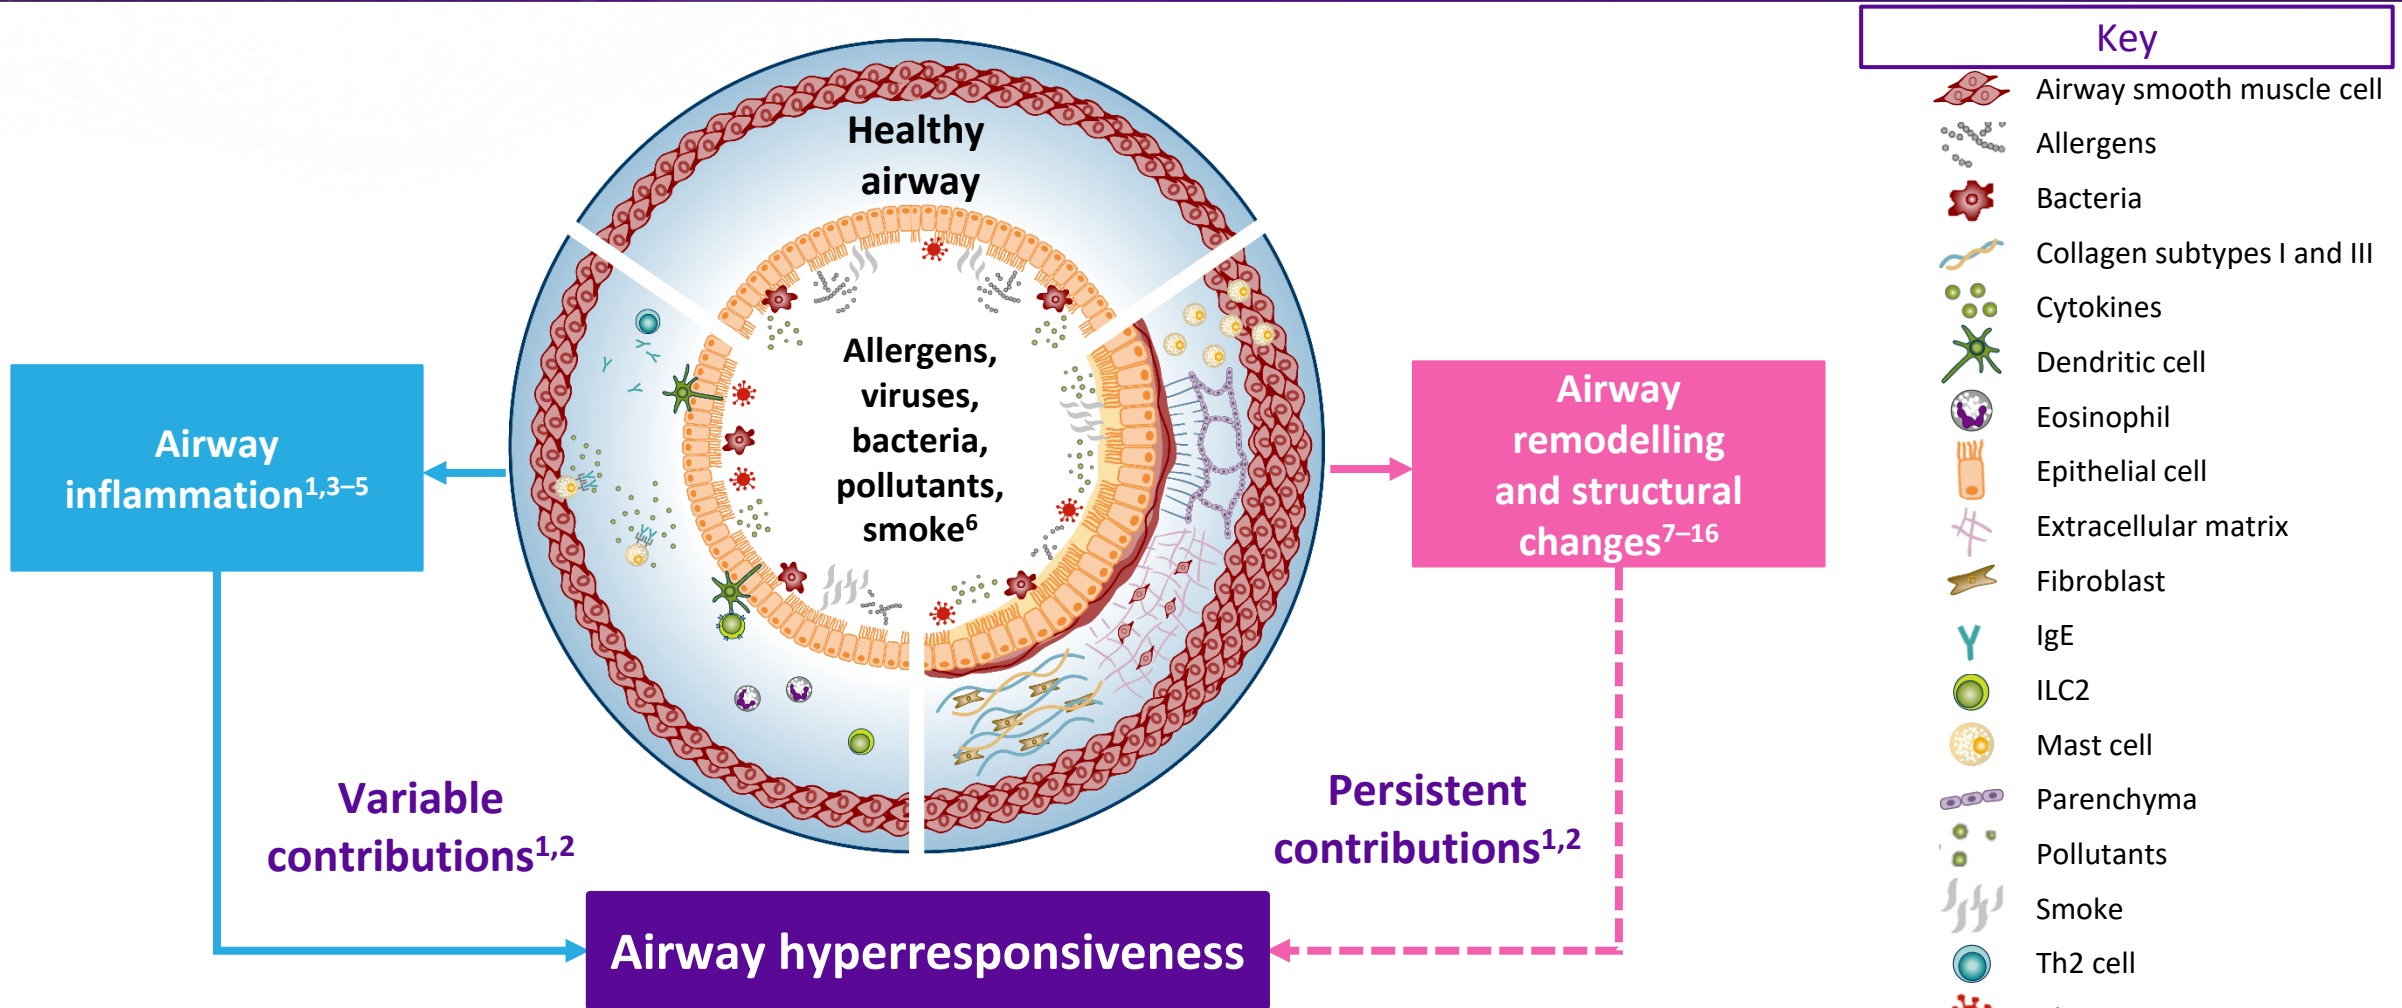 Healthy
airway
Allergens,
viruses,
bacteria,
pollutants,
smoke⁶
Airway
inflammation¹,³⁻⁵
Airway
remodelling
and structural
changes⁷⁻¹⁶
Variable
contributions¹,²
Persistent
contributions¹,²
Airway hyperresponsiveness
Key
Airway smooth muscle cell
Allergens
Bacteria
Collagen subtypes I and III
Cytokines
Dendritic cell
Eosinophil
Epithelial cell
Extracellular matrix
Fibroblast
IgE
ILC2
Mast cell
Parenchyma
Pollutants
Smoke
Th2 cell